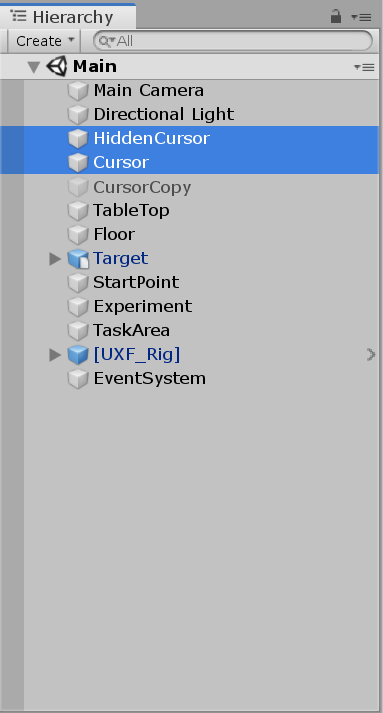 Hierarchy
Create All
Main
Main Camera
Directional Light
HiddenCursor
Cursor
CursorCopy
TableTop
Floor
Target
StartPoint
Experiment
TaskArea
[UXF_Rig]
EventSystem